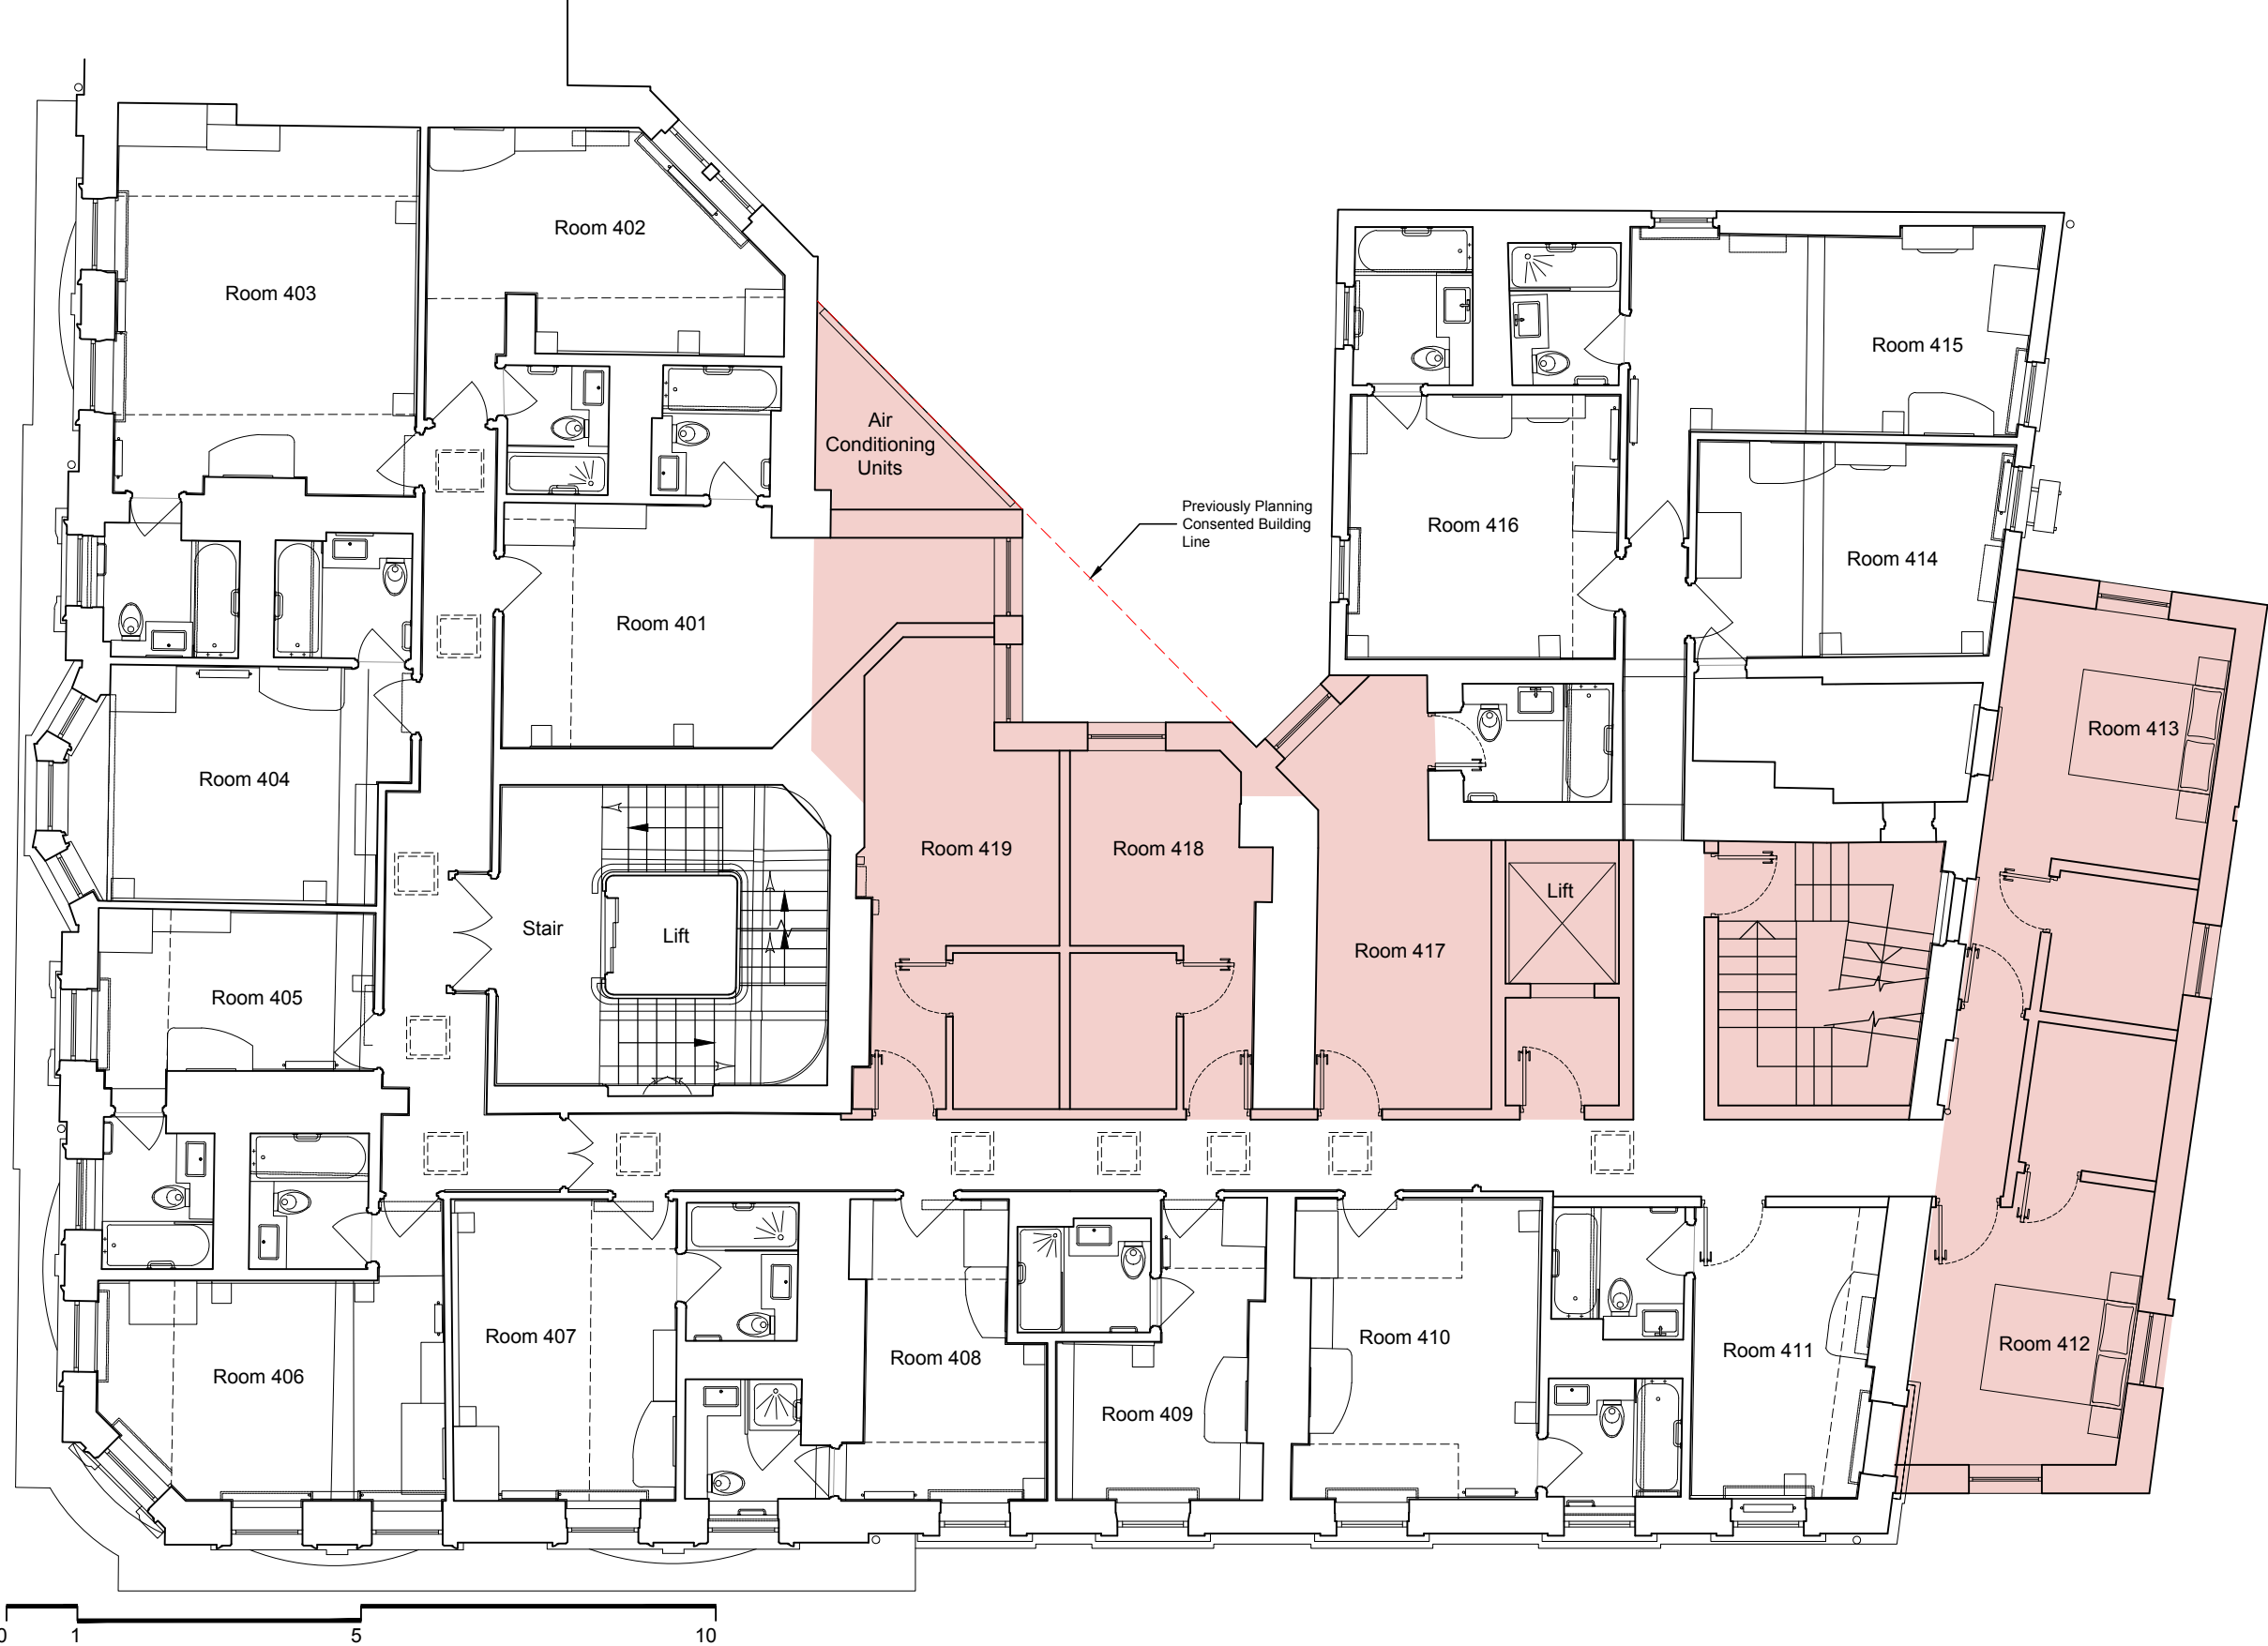 Room 402
Room 403
Room 415
Air
Conditioning
Units
Previously Planning
Consented Building
Line
Room 416
Room 414
Room 401
Room 413
Room 404
Room 419
Room 418
Lift
Stair
Lift
Room 417
Room 405
Room 407
Room 410
Room 412
Room 411
Room 408
Room 406
Room 409
0 1 5 10